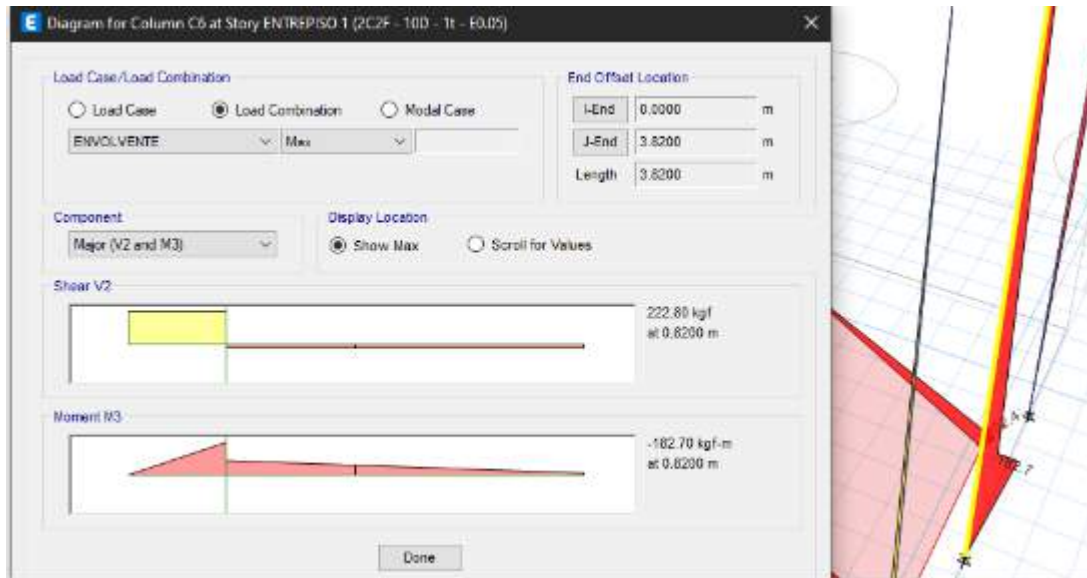 E Diagram for Column C6 at Story ENTREPISO 1 (2C2F - 10D - 1t - E0.05)
Load Case/Load Combination
Load Case Load Combination Modal Case
ENVOLVENTE Max
End Offset Location
I-End 0.0000 m
J-End 3.8200 m
Length 3.8200 m
Component
Major (V2 and M3)
Display Location
Show Max Scroll for Values
Shear V2
222.80 kgf
at 0.8200 m
Moment M3
-182.70 kgf-m
at 0.8200 m
Done